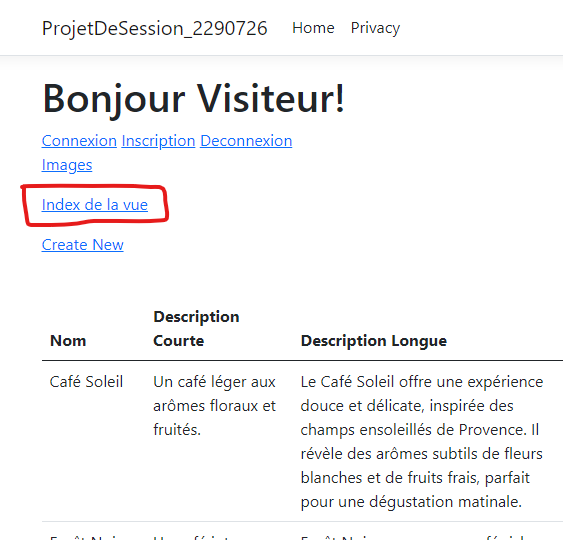 ProjetDeSession_2290726 Home Privacy
Bonjour Visiteur!
Connexion Inscription Deconnexion
Images
Index de la vue
Create New
Nom Description Courte Description Longue
Café Soleil Un café léger aux arômes floraux et fruités.
Le Café Soleil offre une expérience
douce et délicate, inspirée des
champs ensoleillés de Provence. Il
révèle des arômes subtils de fleurs
blanches et de fruits frais, parfait
pour une dégustation matinale.